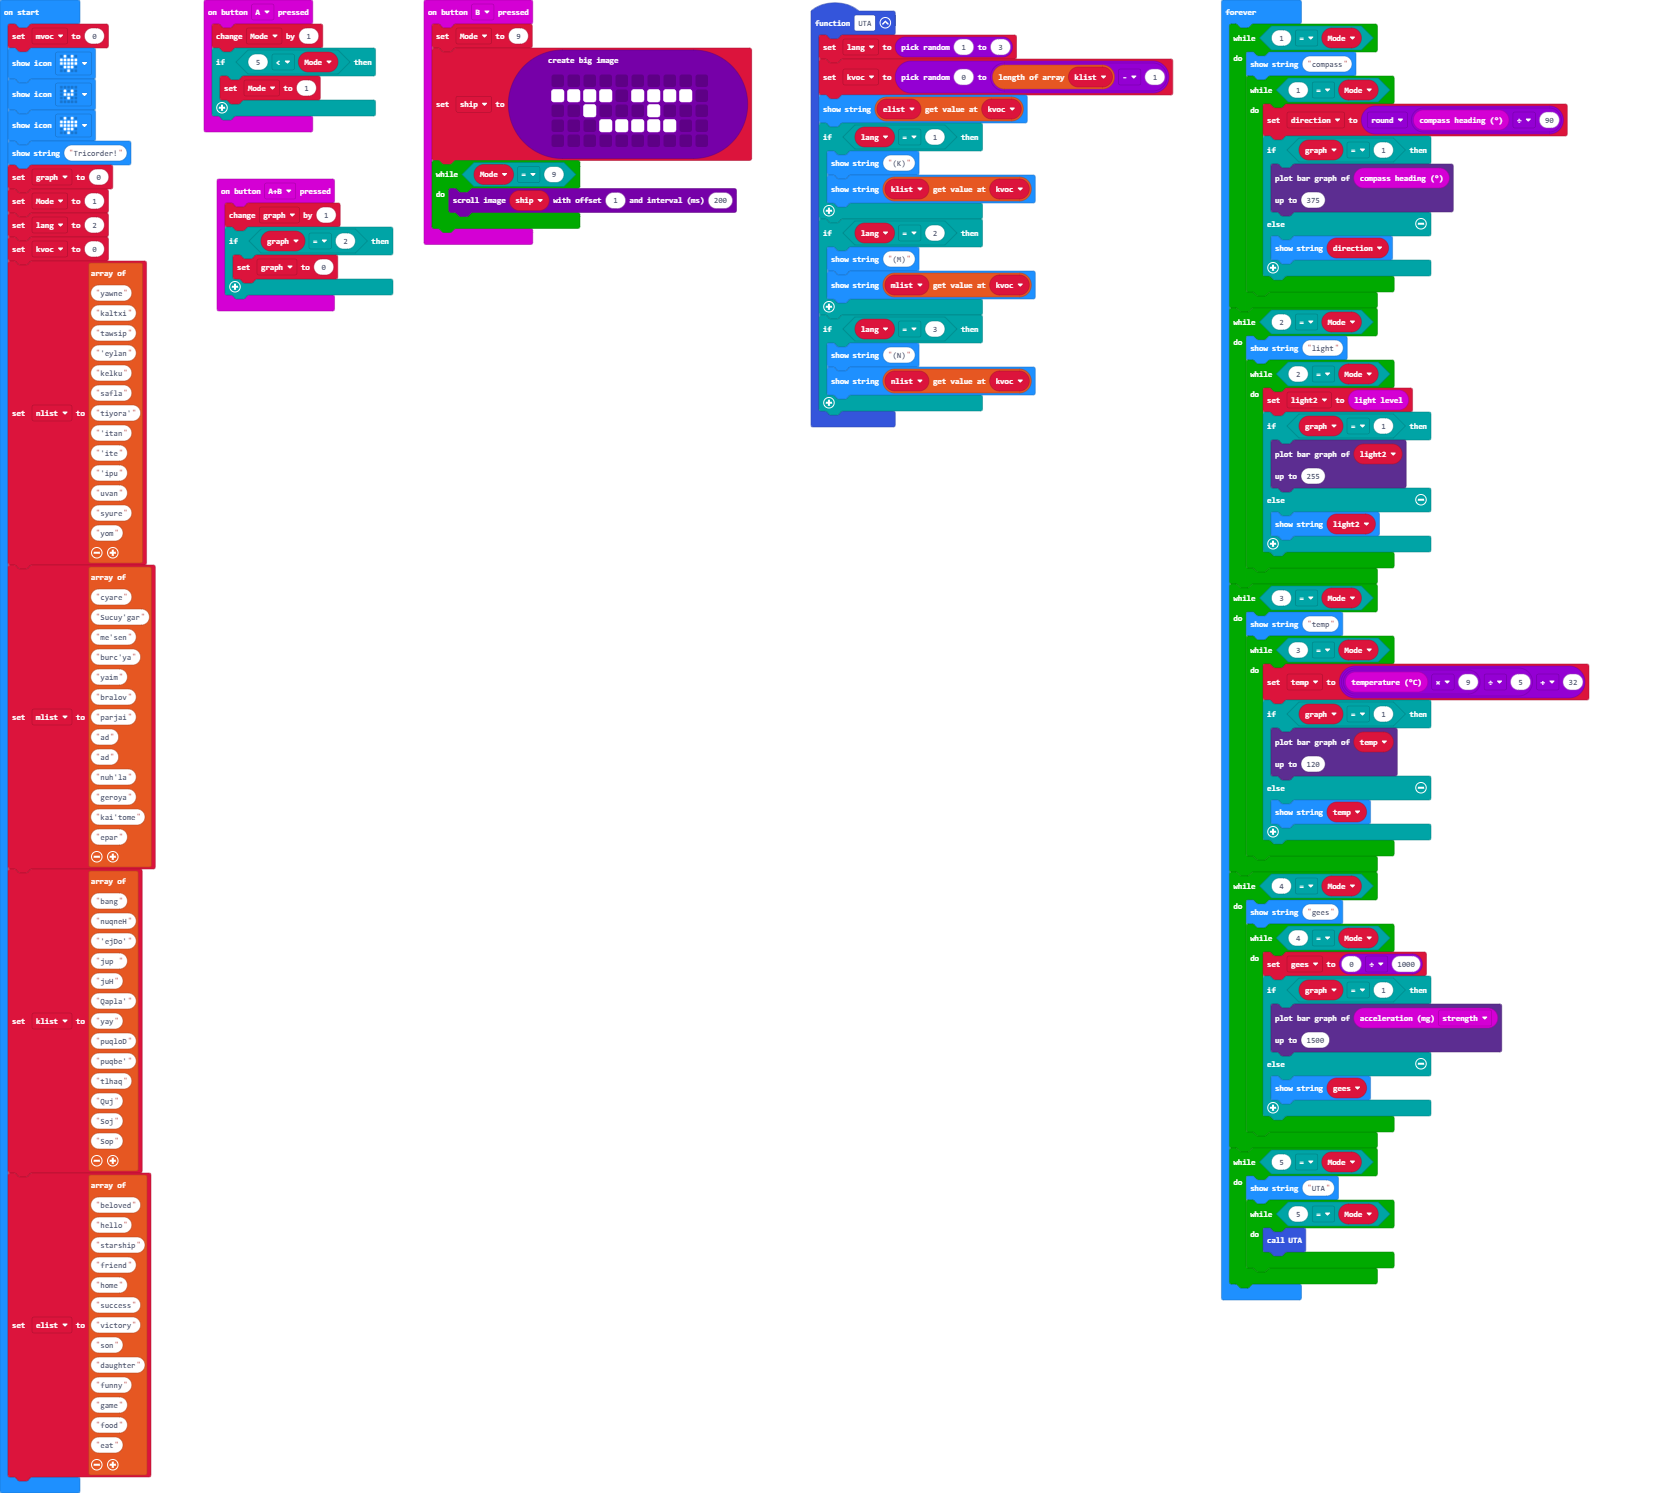 on start
set mvoc to 0
show icon
show icon
show icon
show string "Tricorder!"
set graph to 0
set Mode to 1
set lang to 2
set kvoc to 0
set nlist to array of
"yawne"
"kaltxi"
"tawsip"
"'eylan"
"kelku"
"safla"
"tiyora'"
"'itan"
"'ite"
"'ipu"
"uvan"
"syure"
"yom"
set mlist to array of
"cyare"
"Sucuy'gar"
"me'sen"
"burc'ya"
"yaim"
"bralov"
"parjai"
"ad"
"ad"
"nuh'la"
"geroya"
"kai'tome"
"epar"
set klist to array of
"bang"
"nuqneH"
"'ejDo'"
"jup "
"juH"
"Qapla'"
"yay"
"puqloD"
"puqbe'"
"tlhaq"
"Quj"
"Soj"
"Sop"
set elist to array of
"beloved"
"hello"
"starship"
"friend"
"home"
"success"
"victory"
"son"
"daughter"
"funny"
"game"
"food"
"eat"
on button A pressed
change Mode by 1
if 5 < Mode then
set Mode to 1
on button A+B pressed
change graph by 1
if graph = 2 then
set graph to 0
on button B pressed
set Mode to 9
set ship to create big image
while Mode = 9
do scroll image ship with offset 1 and interval (ms) 200
function UTA
set lang to pick random 1 to 3
set kvoc to pick random 0 to length of array klist - 1
show string elist get value at kvoc
if lang = 1 then
show string "(K)"
show string klist get value at kvoc
if lang = 2 then
show string "(M)"
show string mlist get value at kvoc
if lang = 3 then
show string "(N)"
show string nlist get value at kvoc
forever
while 1 = Mode
do show string "compass"
while 1 = Mode
do set direction to round compass heading (°) ÷ 90
if graph = 1 then
plot bar graph of compass heading (°)
up to 375
else
show string direction
while 2 = Mode
do show string "light"
while 2 = Mode
do set light2 to light level
if graph = 1 then
plot bar graph of light2
up to 255
else
show string light2
while 3 = Mode
do show string "temp"
while 3 = Mode
do set temp to temperature (°C) × 9 ÷ 5 + 32
if graph = 1 then
plot bar graph of temp
up to 120
else
show string temp
while 4 = Mode
do show string "gees"
while 4 = Mode
do set gees to 0 ÷ 1000
if graph = 1 then
plot bar graph of acceleration (mg) strength
up to 1500
else
show string gees
while 5 = Mode
do show string "UTA"
while 5 = Mode
do call UTA